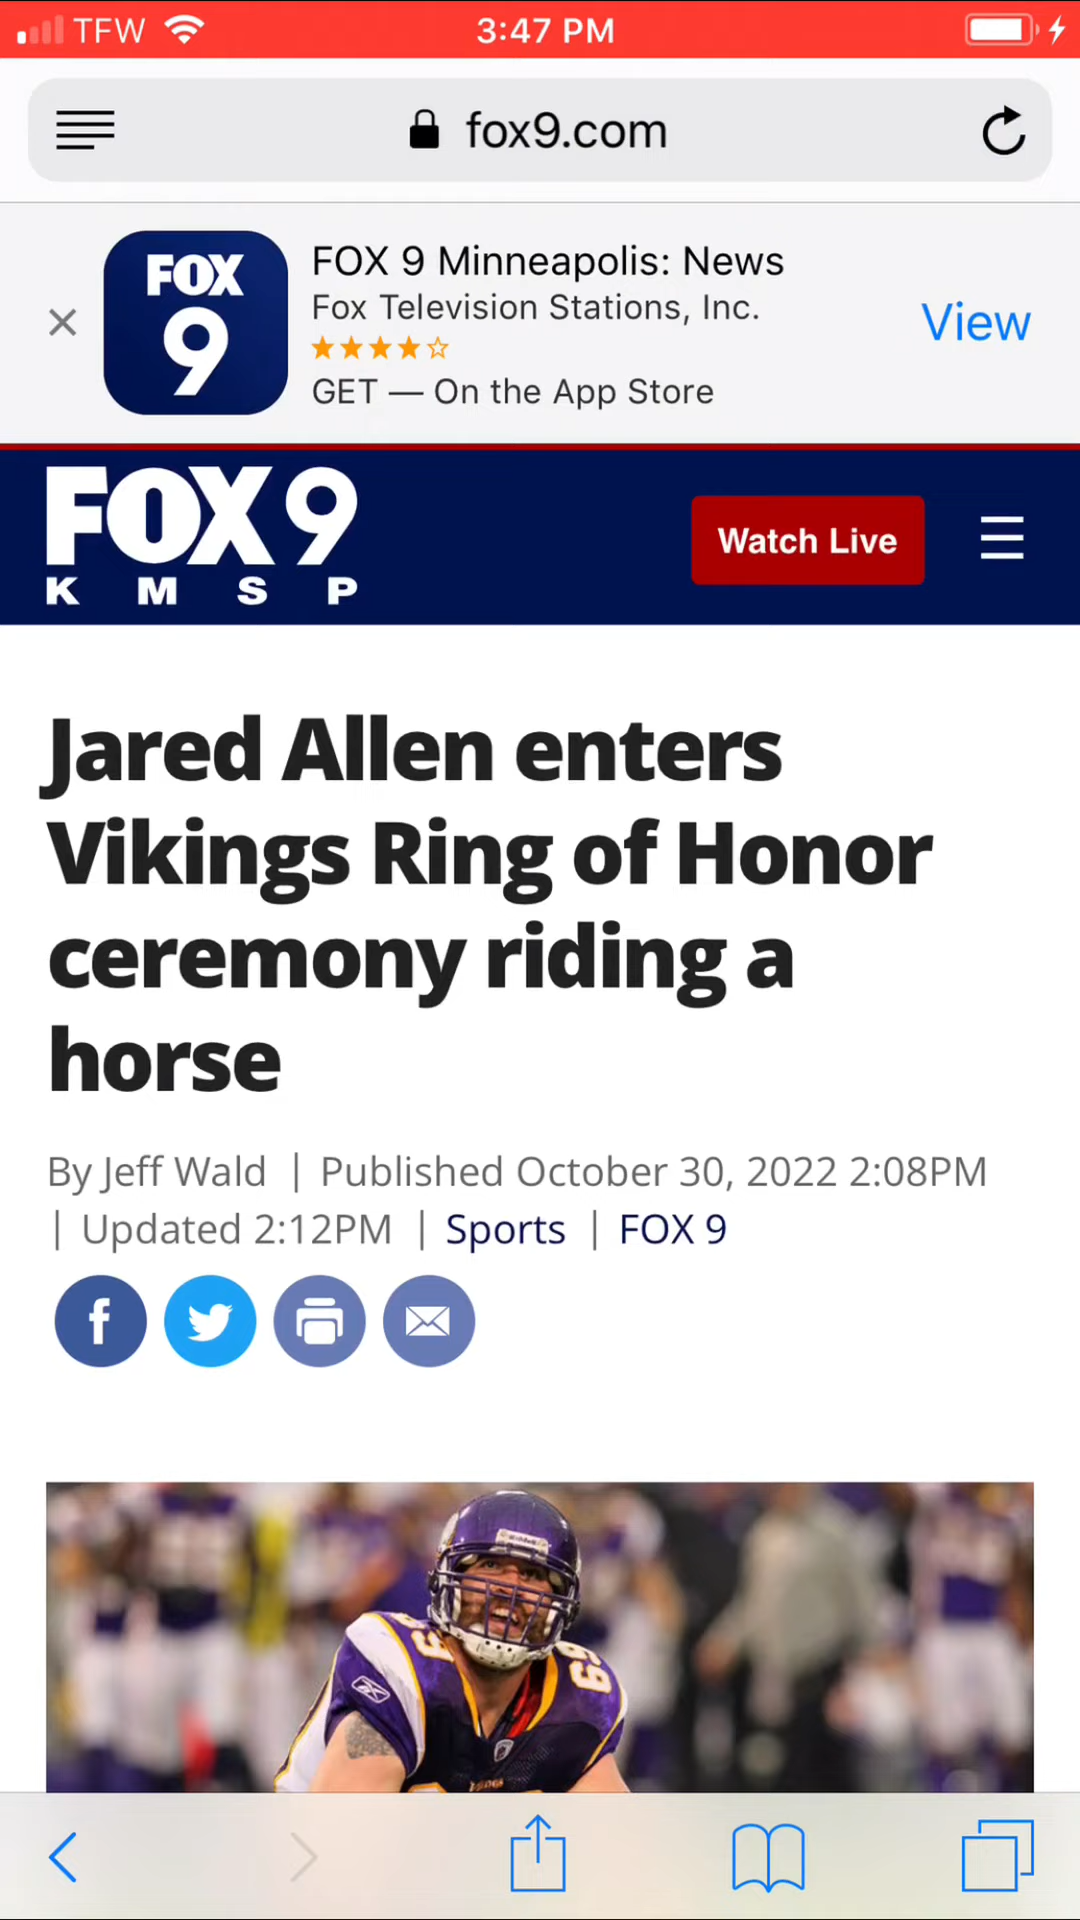 TFW 3:47 PM
fox9.com
FOX 9 Minneapolis: News
Fox Television Stations, Inc.
GET — On the App Store
View
FOX
9
FOX 9
K M S P
Watch Live
Jared Allen enters
Vikings Ring of Honor
ceremony riding a
horse
By Jeff Wald | Published October 30, 2022 2:08PM
| Updated 2:12PM | Sports | FOX 9
69
69